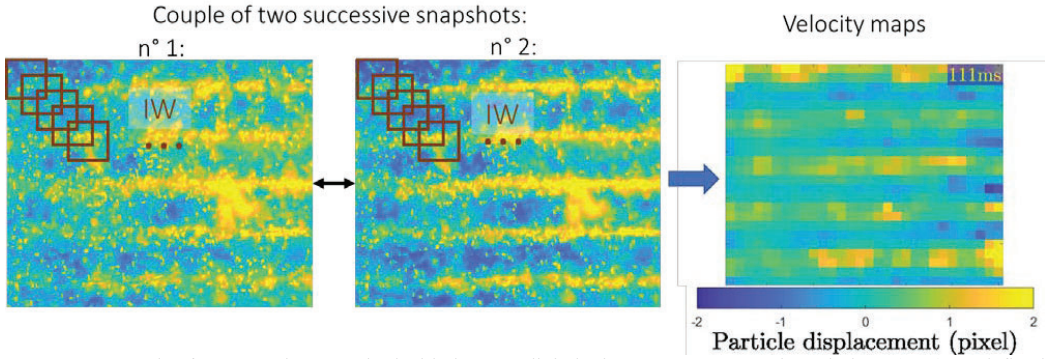 Couple of two successive snapshots:
Velocity maps
n° 1:
n° 2:
IW
...
IW
...
111ms
-2 -1 0 1 2
Particle displacement (pixel)